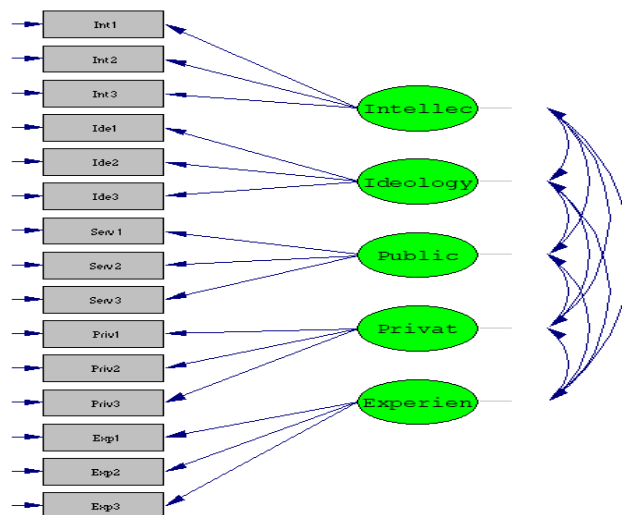 Int1
Int2
Int3
Ide1
Ide2
Ide3
Serv1
Serv2
Serv3
Priv1
Priv2
Priv3
Exp1
Exp2
Exp3
Intellec
Ideology
Public
Privat
Experien